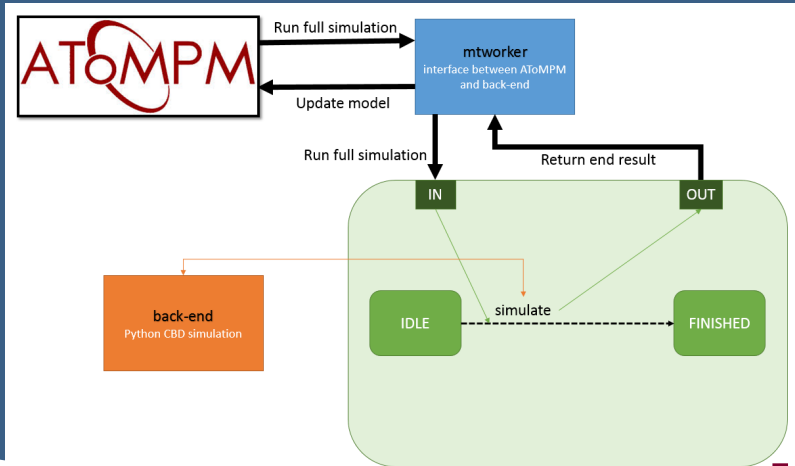 Run full simulation
AToMPM
mtworker
interface between AToMPM
and back-end
Update model
Run full simulation
Return end result
IN
OUT
back-end
Python CBD simulation
simulate
IDLE
FINISHED